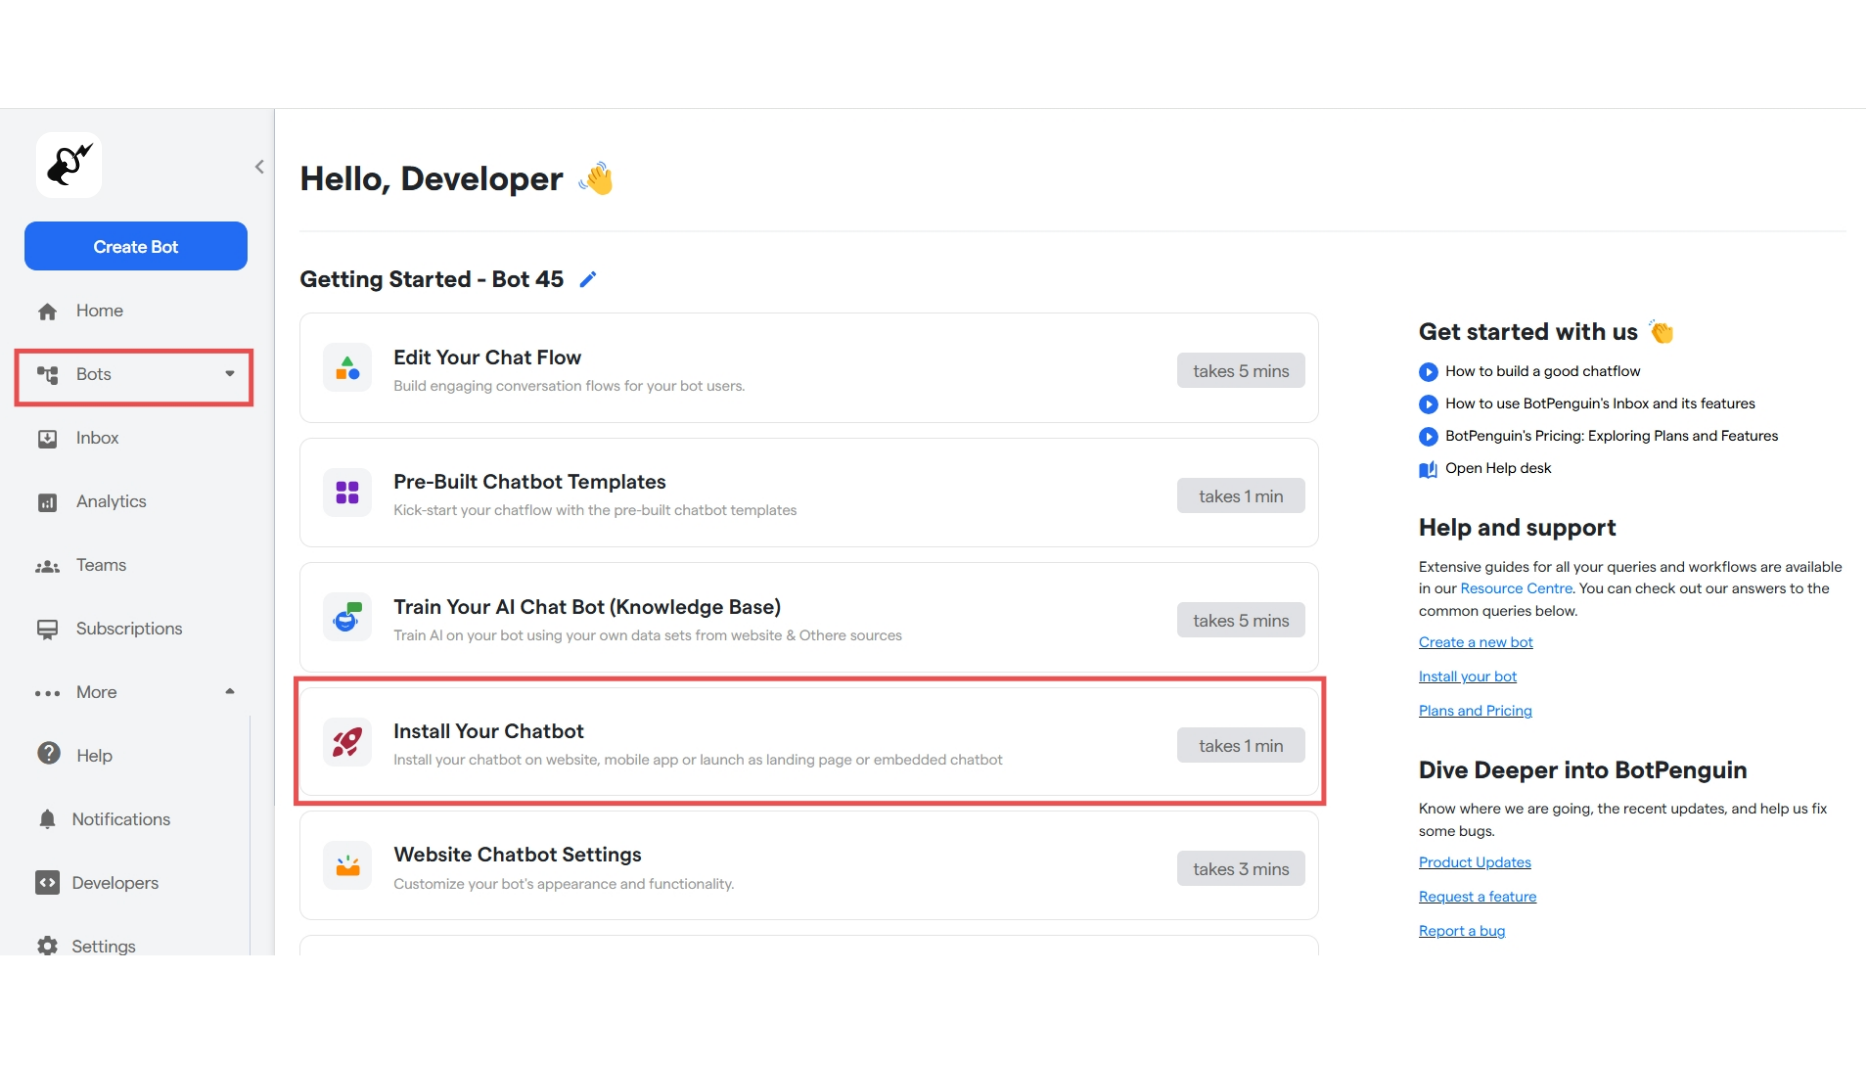 Create Bot
Home
Bots
Inbox
Analytics
Teams
Subscriptions
More
Help
Notifications
Developers
Settings
Hello, Developer
Getting Started - Bot 45
Edit Your Chat Flow
Build engaging conversation flows for your bot users.
takes 5 mins
Pre-Built Chatbot Templates
Kick-start your chatflow with the pre-built chatbot templates
takes 1 min
Train Your AI Chat Bot (Knowledge Base)
Train AI on your bot using your own data sets from website & Othere sources
takes 5 mins
Install Your Chatbot
Install your chatbot on website, mobile app or launch as landing page or embedded chatbot
takes 1 min
Website Chatbot Settings
Customize your bot's appearance and functionality.
takes 3 mins
Get started with us
How to build a good chatflow
How to use BotPenguin's Inbox and its features
BotPenguin's Pricing: Exploring Plans and Features
Open Help desk
Help and support
Extensive guides for all your queries and workflows are available
in our Resource Centre. You can check out our answers to the
common queries below.
Create a new bot
Install your bot
Plans and Pricing
Dive Deeper into BotPenguin
Know where we are going, the recent updates, and help us fix
some bugs.
Product Updates
Request a feature
Report a bug